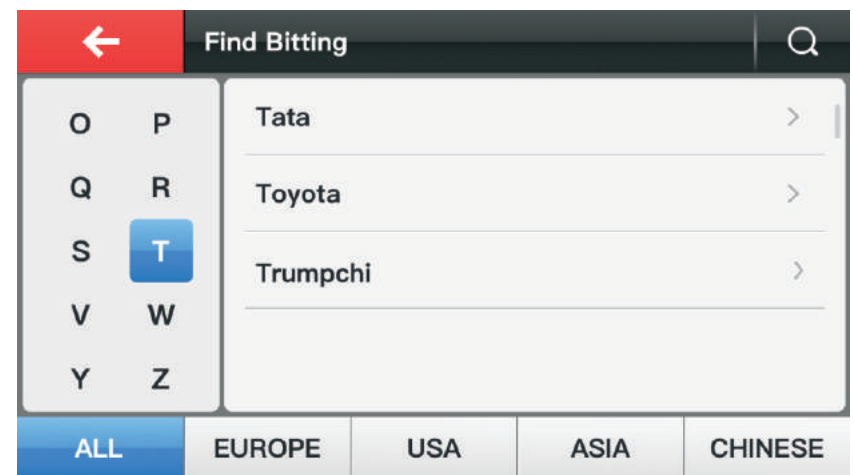 Find Bitting
O P
Q R
S T
V W
Y Z
Tata
Toyota
Trumpchi
ALL EUROPE USA ASIA CHINESE